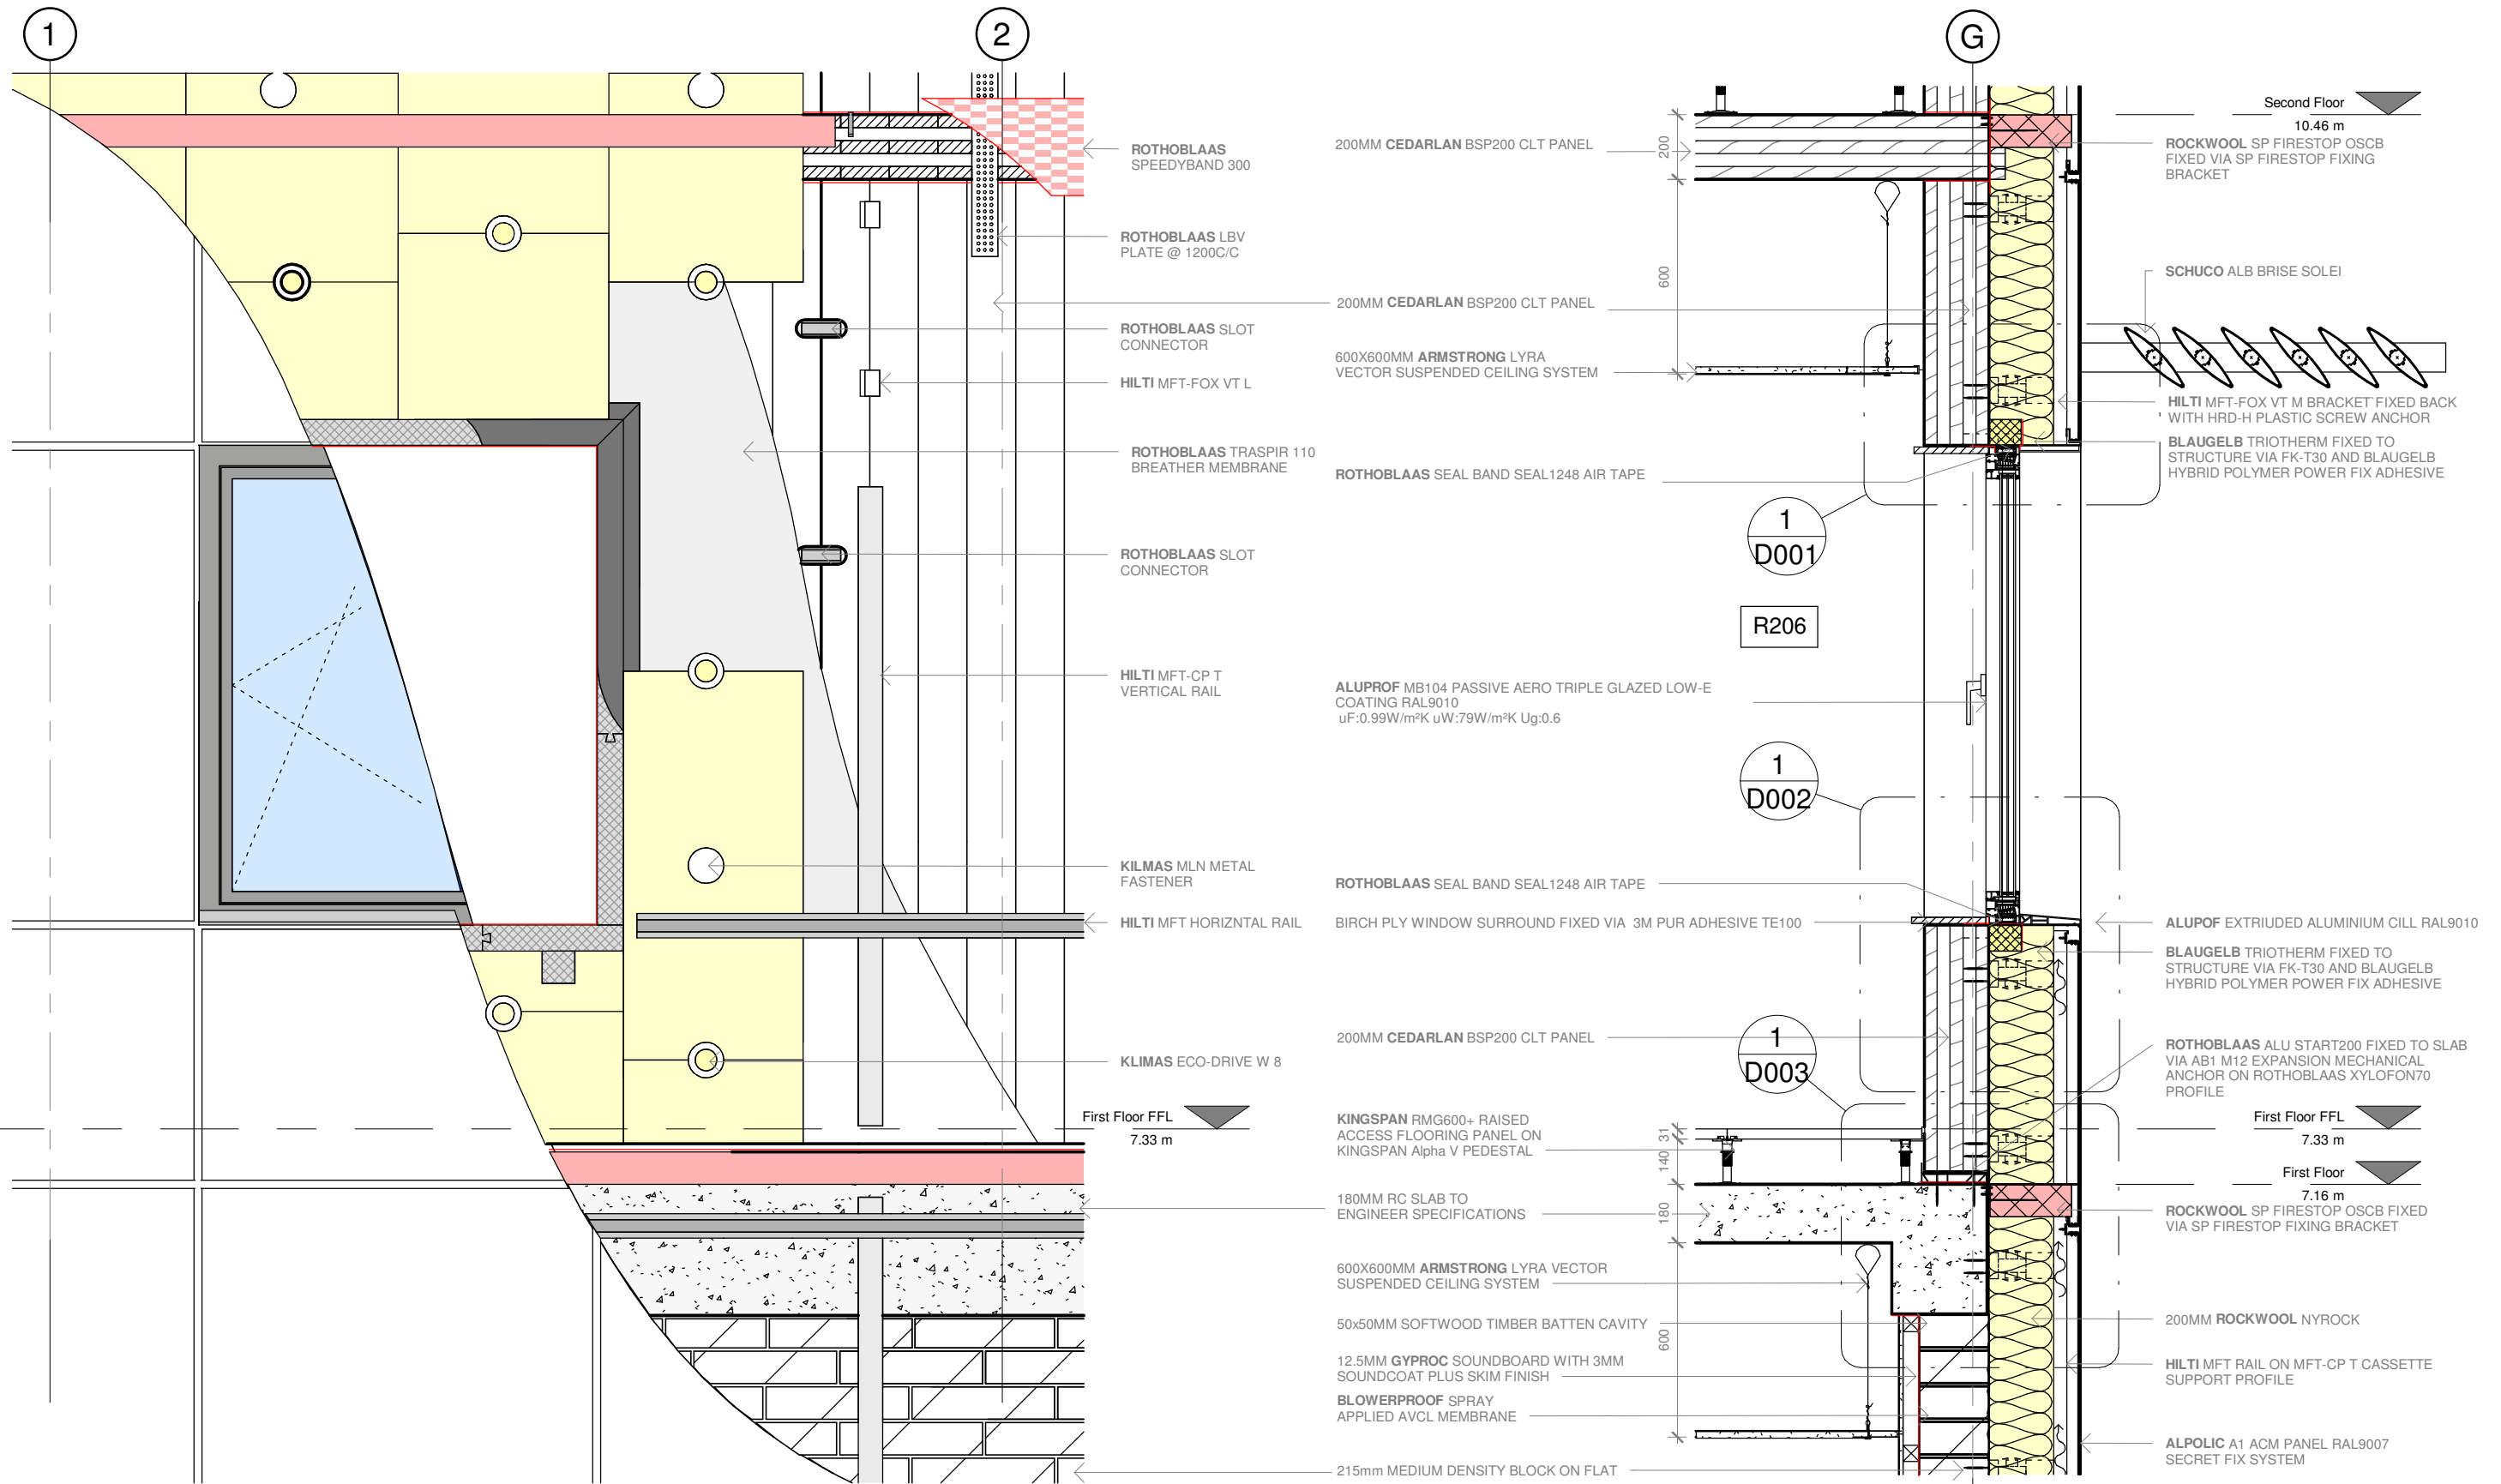 1
2
G
ROTHOBLAAS
SPEEDYBAND 300
ROTHOBLAAS LBV
PLATE @ 1200C/C
ROTHOBLAAS SLOT
CONNECTOR
HILTI MFT-FOX VT L
ROTHOBLAAS TRASPIR 110
BREATHER MEMBRANE
ROTHOBLAAS SLOT
CONNECTOR
HILTI MFT-CP T
VERTICAL RAIL
KILMAS MLN METAL
FASTENER
HILTI MFT HORIZNTAL RAIL
KLIMAS ECO-DRIVE W 8
First Floor FFL
7.33 m
200MM CEDARLAN BSP200 CLT PANEL
200MM CEDARLAN BSP200 CLT PANEL
600X600MM ARMSTRONG LYRA
VECTOR SUSPENDED CEILING SYSTEM
ROTHOBLAAS SEAL BAND SEAL1248 AIR TAPE
ALUPROF MB104 PASSIVE AERO TRIPLE GLAZED LOW-E
COATING RAL9010
uF:0.99W/m²K uW:79W/m²K Ug:0.6
ROTHOBLAAS SEAL BAND SEAL1248 AIR TAPE
BIRCH PLY WINDOW SURROUND FIXED VIA 3M PUR ADHESIVE TE100
200MM CEDARLAN BSP200 CLT PANEL
KINGSPAN RMG600+ RAISED
ACCESS FLOORING PANEL ON
KINGSPAN Alpha V PEDESTAL
180MM RC SLAB TO
ENGINEER SPECIFICATIONS
600X600MM ARMSTRONG LYRA VECTOR
SUSPENDED CEILING SYSTEM
50x50MM SOFTWOOD TIMBER BATTEN CAVITY
12.5MM GYPROC SOUNDBOARD WITH 3MM
SOUNDCOAT PLUS SKIM FINISH
BLOWERPROOF SPRAY
APPLIED AVCL MEMBRANE
215mm MEDIUM DENSITY BLOCK ON FLAT
200
600
31
140
180
600
1
D001
R206
1
D002
1
D003
Second Floor
10.46 m
ROCKWOOL SP FIRESTOP OSCB
FIXED VIA SP FIRESTOP FIXING
BRACKET
SCHUCO ALB BRISE SOLEI
HILTI MFT-FOX VT M BRACKET FIXED BACK
WITH HRD-H PLASTIC SCREW ANCHOR
BLAUGELB TRIOTHERM FIXED TO
STRUCTURE VIA FK-T30 AND BLAUGELB
HYBRID POLYMER POWER FIX ADHESIVE
ALUPOF EXTRIUDED ALUMINIUM CILL RAL9010
BLAUGELB TRIOTHERM FIXED TO
STRUCTURE VIA FK-T30 AND BLAUGELB
HYBRID POLYMER POWER FIX ADHESIVE
ROTHOBLAAS ALU START200 FIXED TO SLAB
VIA AB1 M12 EXPANSION MECHANICAL
ANCHOR ON ROTHOBLAAS XYLOFON70
PROFILE
First Floor FFL
7.33 m
First Floor
7.16 m
ROCKWOOL SP FIRESTOP OSCB FIXED
VIA SP FIRESTOP FIXING BRACKET
200MM ROCKWOOL NYROCK
HILTI MFT RAIL ON MFT-CP T CASSETTE
SUPPORT PROFILE
ALPOLIC A1 ACM PANEL RAL9007
SECRET FIX SYSTEM